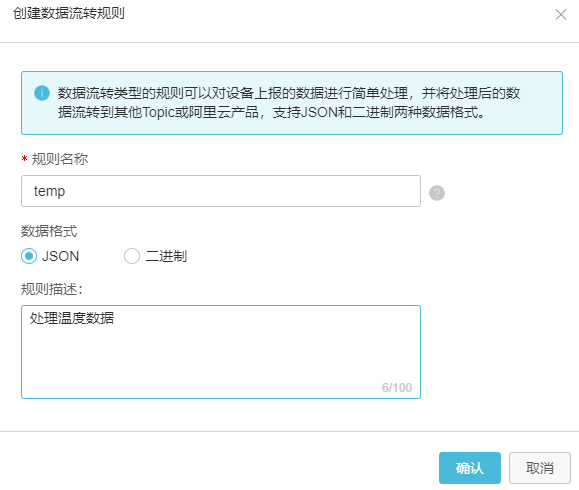 创建数据流转规则
数据流转类型的规则可以对设备上报的数据进行简单处理，并将处理后的数
据流转到其他Topic或阿里云产品，支持JSON和二进制两种数据格式。
* 规则名称
temp
数据格式
JSON 二进制
规则描述：
处理温度数据
6/100
确认 取消